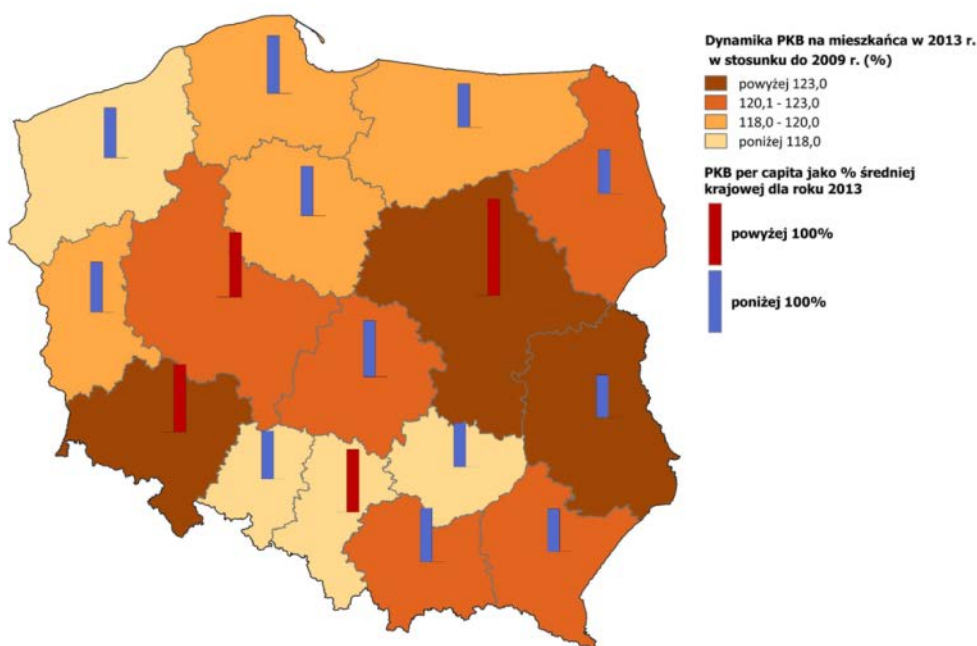 Dynamika PKB na mieszkańca w 2013 r.
w stosunku do 2009 r. (%)
powyżej 123,0
120,1 - 123,0
118,0 - 120,0
poniżej 118,0
PKB per capita jako % średniej
krajowej dla roku 2013
powyżej 100%
poniżej 100%